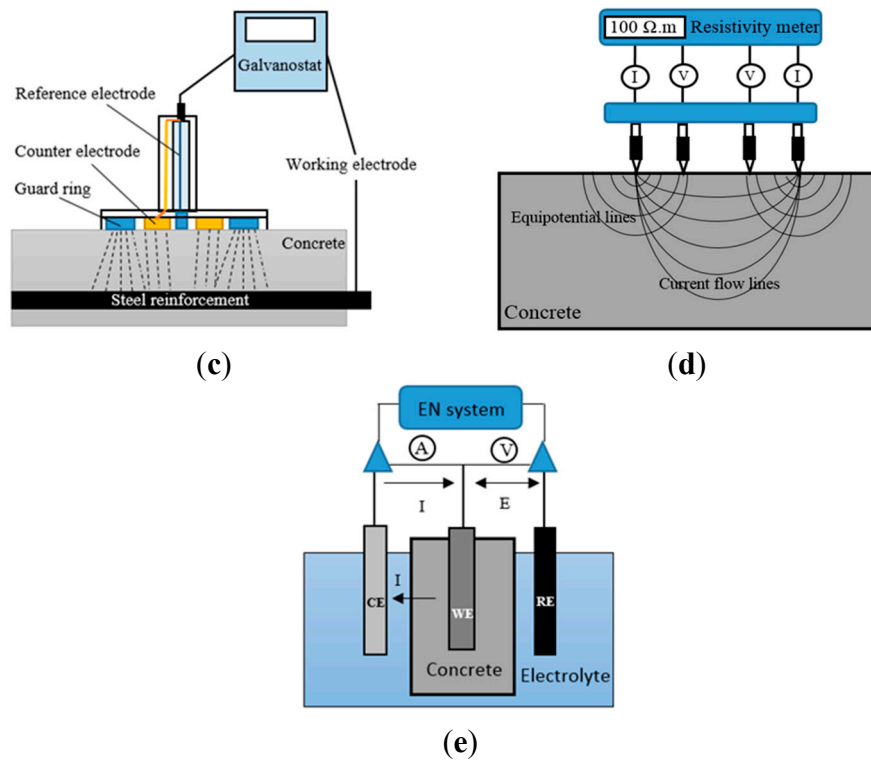 Galvanostat
Reference electrode
Counter electrode
Guard ring
Working electrode
Concrete
Steel reinforcement
(c)
100 Ω.m Resistivity meter
I V V I
Equipotential lines
Current flow lines
Concrete
(d)
EN system
A V
I E
I
CE WE RE
Concrete Electrolyte
(e)